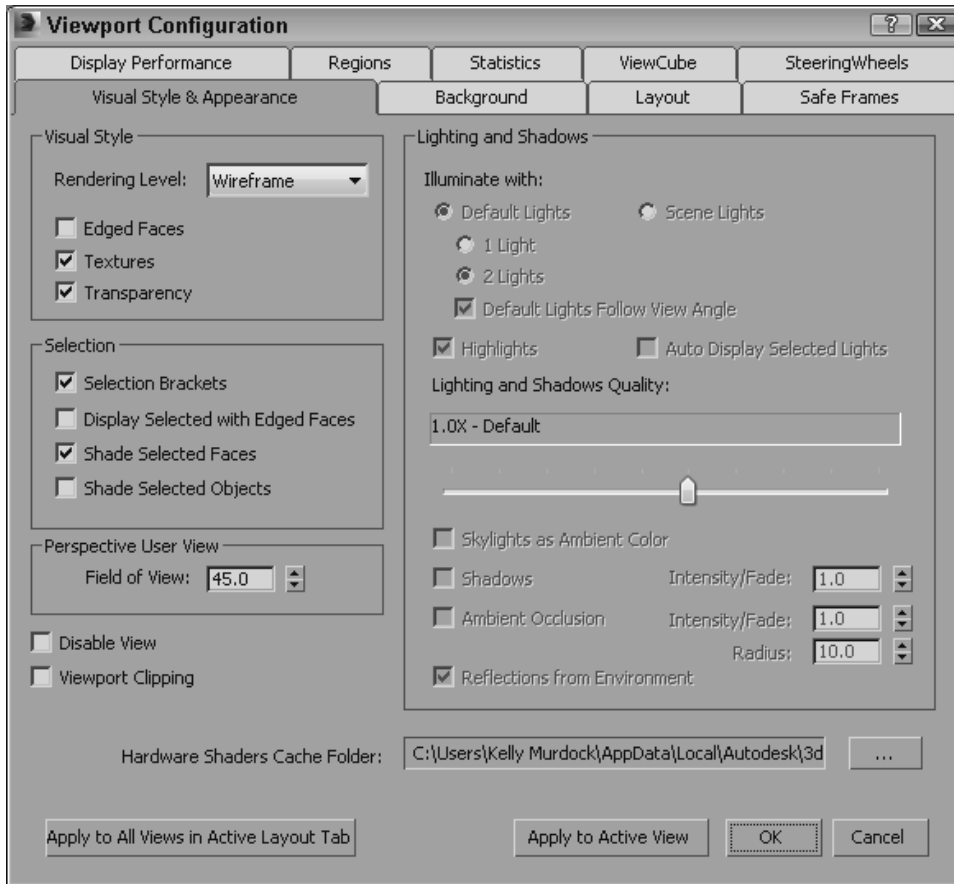 Viewport Configuration
Display Performance
Regions
Statistics
ViewCube
SteeringWheels
Visual Style & Appearance
Background
Layout
Safe Frames
Visual Style
Rendering Level: Wireframe
Edged Faces
Textures
Transparency
Selection
Selection Brackets
Display Selected with Edged Faces
Shade Selected Faces
Shade Selected Objects
Perspective User View
Field of View: 45.0
Disable View
Viewport Clipping
Lighting and Shadows
Illuminate with:
Default Lights
Scene Lights
1 Light
2 Lights
Default Lights Follow View Angle
Highlights
Auto Display Selected Lights
Lighting and Shadows Quality:
1.0X - Default
Skylights as Ambient Color
Shadows
Intensity/Fade: 1.0
Ambient Occlusion
Intensity/Fade: 1.0
Radius: 10.0
Reflections from Environment
Hardware Shaders Cache Folder: C:\Users\Kelly Murdock\AppData\Local\Autodesk\3d
...
Apply to All Views in Active Layout Tab
Apply to Active View
OK
Cancel